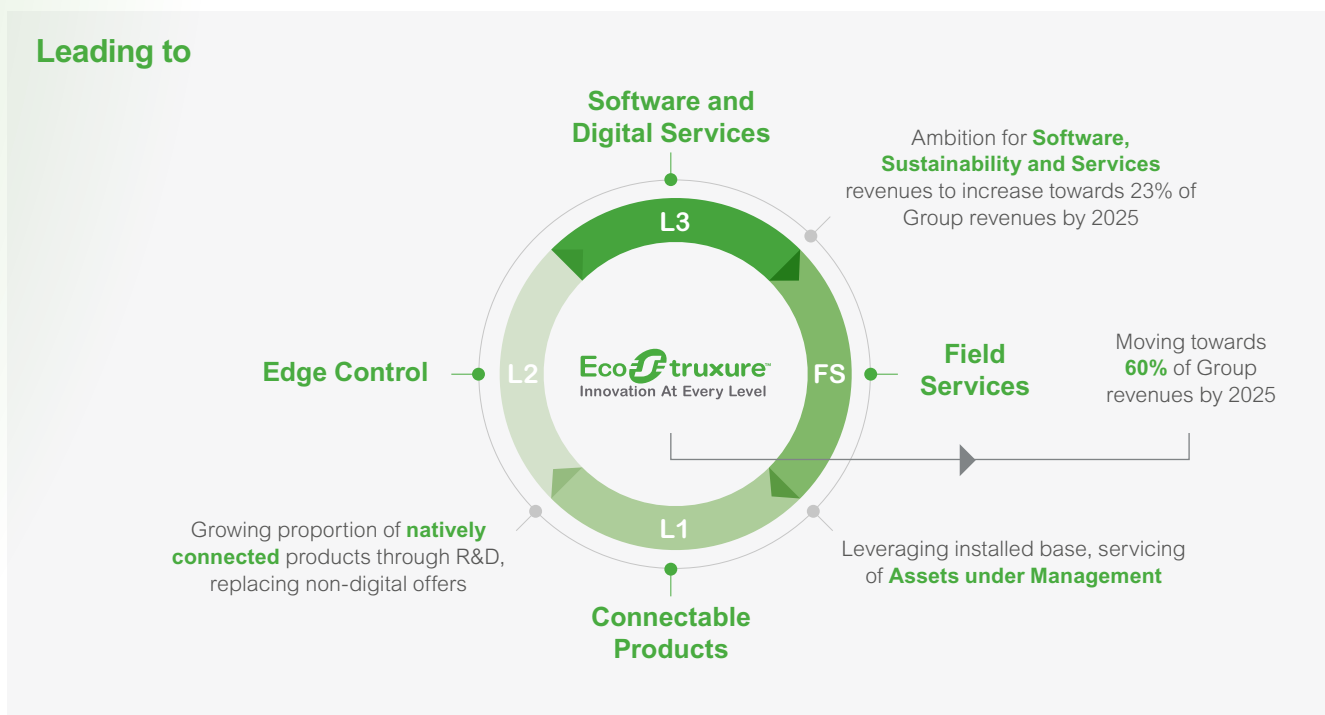 Leading to
Software and
Digital Services
Ambition for Software,
Sustainability and Services
revenues to increase towards 23% of
Group revenues by 2025
L3
Edge Control
L2
EcoStruxure™
Innovation At Every Level
FS
Field
Services
Moving towards
60% of Group
revenues by 2025
Growing proportion of natively
connected products through R&D,
replacing non-digital offers
L1
Leveraging installed base, servicing
of Assets under Management
Connectable
Products